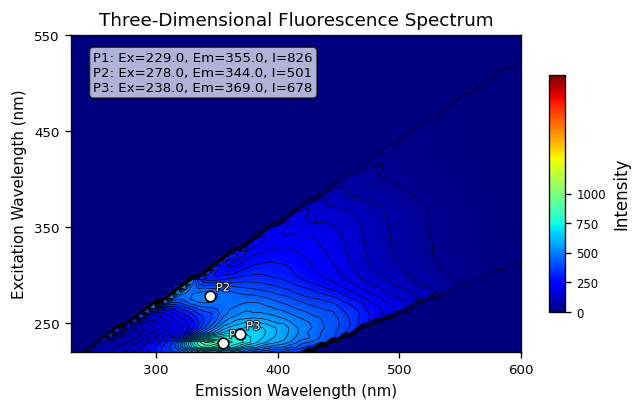 Three-Dimensional Fluorescence Spectrum
P1: Ex=229.0, Em=355.0, I=826
P2: Ex=278.0, Em=344.0, I=501
P3: Ex=238.0, Em=369.0, I=678
550
450
350
250
Excitation Wavelength (nm)
P2
P3
300
400
500
600
Emission Wavelength (nm)
1000
750
500
250
0
Intensity